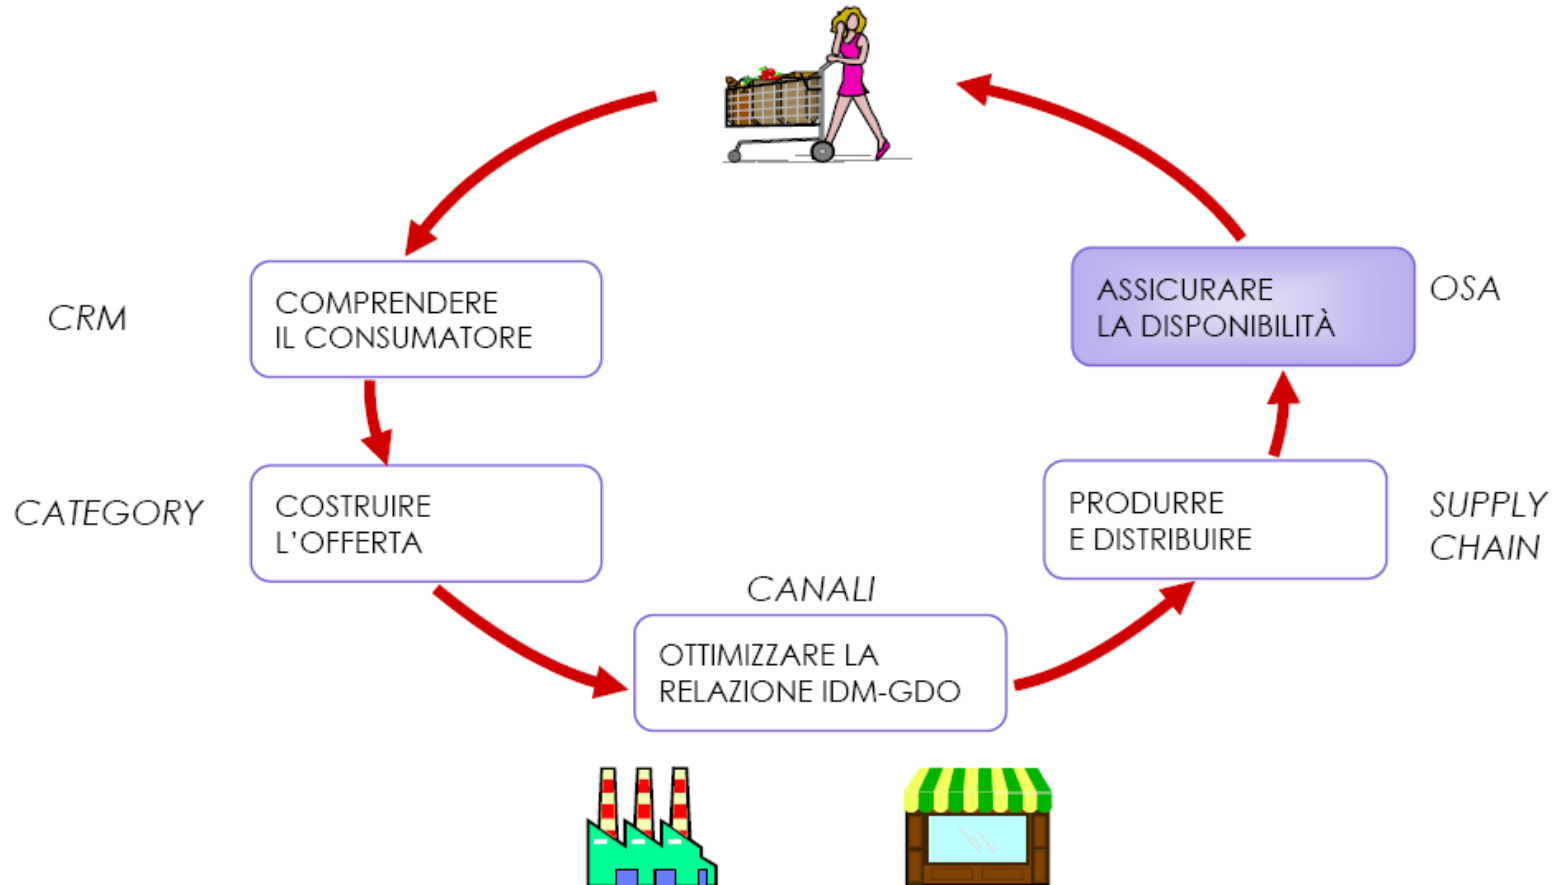 CRM
COMPRENDERE
IL CONSUMATORE
CATEGORY
COSTRUIRE
L'OFFERTA
CANALI
OTTIMIZZARE LA
RELAZIONE IDM-GDO
PRODURRE
E DISTRIBUIRE
SUPPLY
CHAIN
ASSICURARE
LA DISPONIBILITÀ
OSA